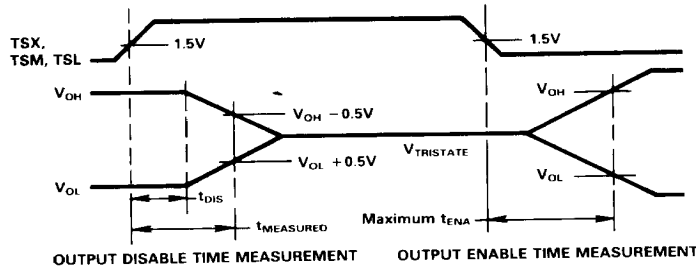 TSX,
TSM, TSL
1.5V
1.5V
VOH
VOH −0.5V
VOH
VTRISTATE
VOL +0.5V
VOL
VOL
tDIS
tMEASURED
Maximum tENA
OUTPUT DISABLE TIME MEASUREMENT
OUTPUT ENABLE TIME MEASUREMENT